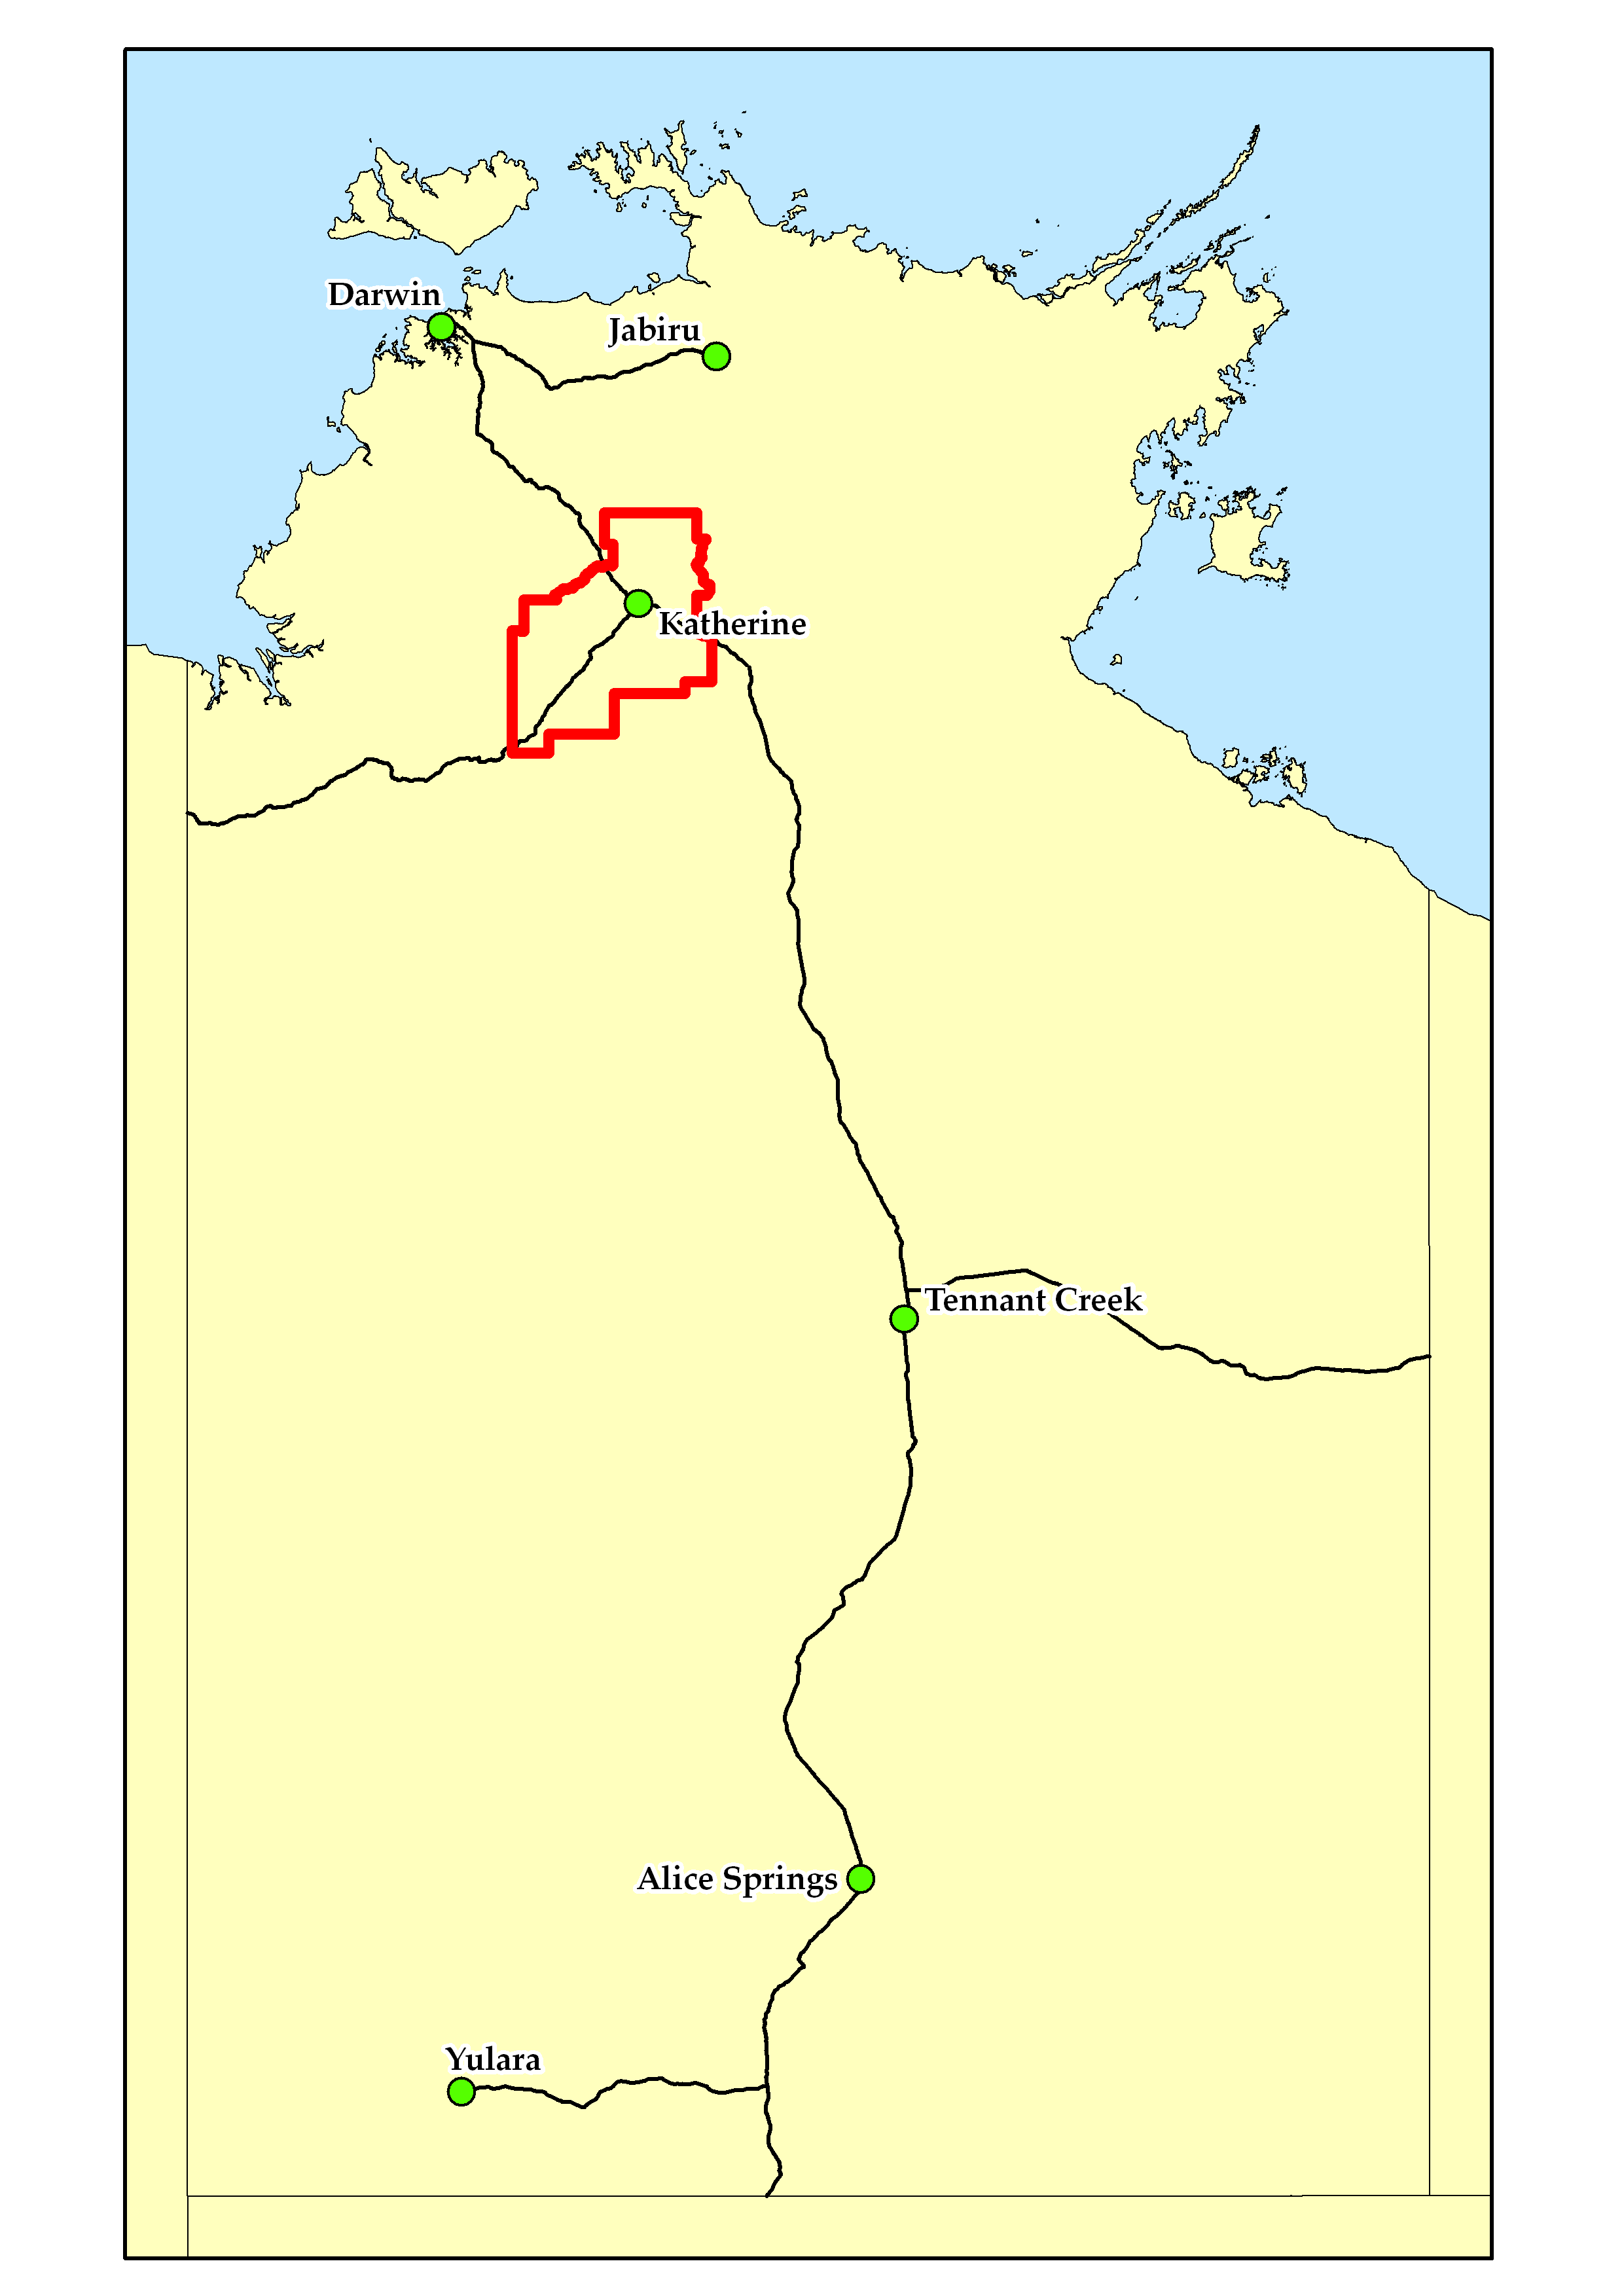 Darwin
Jabiru
Katherine
Tennant Creek
Alice Springs
Yulara